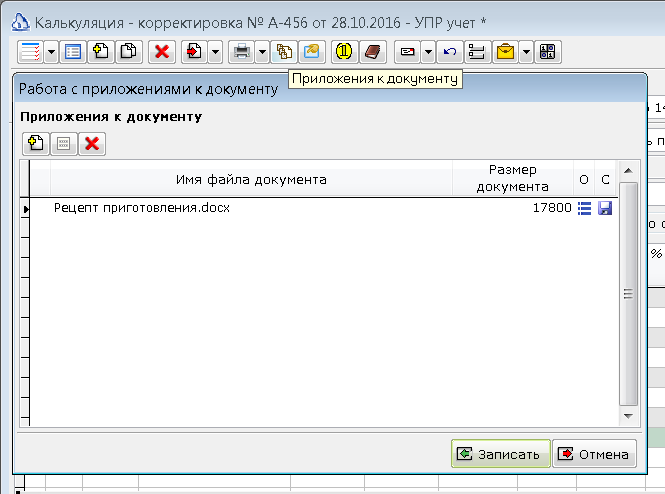 Калькуляция - корректировка № А-456 от 28.10.2016 - УПР учет *
Приложения к документу
Работа с приложениями к документу
Приложения к документу
Имя файла документа
Размер документа
О
С
Рецепт приготовления.docx
17800
%
Записать
Отмена